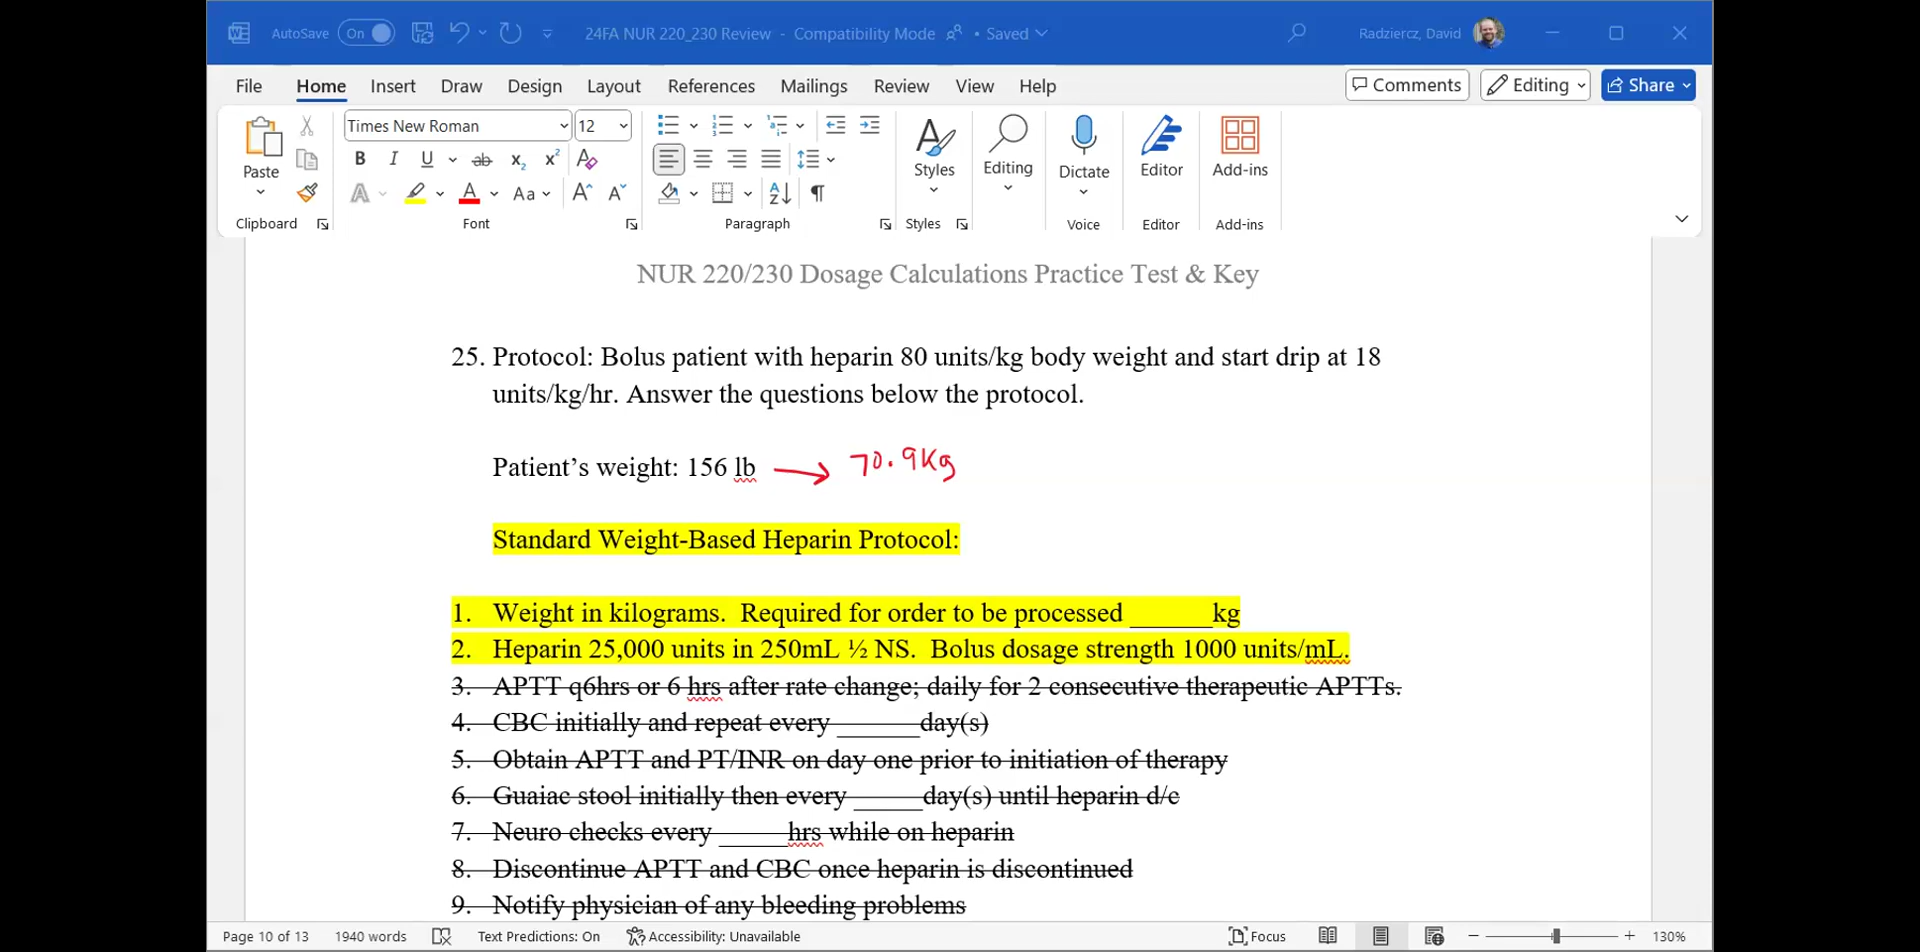 AutoSave On 24FA NUR 220_230 Review - Compatibility Mode • Saved Radziercz, David
File Home Insert Draw Design Layout References Mailings Review View Help Comments Editing Share
Times New Roman 12
Paste Styles Editing Dictate Editor Add-ins
Clipboard Font Paragraph Styles Voice Editor Add-ins
NUR 220/230 Dosage Calculations Practice Test & Key
25. Protocol: Bolus patient with heparin 80 units/kg body weight and start drip at 18
units/kg/hr. Answer the questions below the protocol.
Patient’s weight: 156 lb → 70.9Kg
Standard Weight-Based Heparin Protocol:
1. Weight in kilograms. Required for order to be processed ______kg
2. Heparin 25,000 units in 250mL ½ NS. Bolus dosage strength 1000 units/mL.
3. APTT q6hrs or 6 hrs after rate change; daily for 2 consecutive therapeutic APTTs.
4. CBC initially and repeat every ______day(s)
5. Obtain APTT and PT/INR on day one prior to initiation of therapy
6. Guaiac stool initially then every _____day(s) until heparin d/c
7. Neuro checks every _____hrs while on heparin
8. Discontinue APTT and CBC once heparin is discontinued
9. Notify physician of any bleeding problems
Page 10 of 13 1940 words Text Predictions: On Accessibility: Unavailable Focus 130%